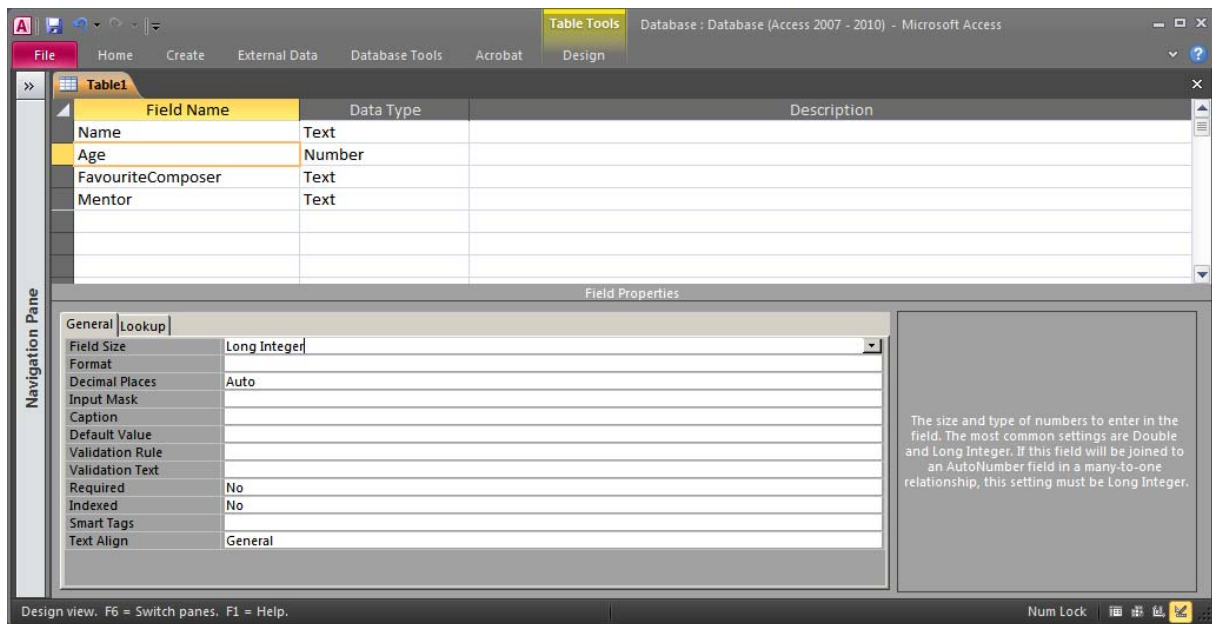 A
Table Tools Database : Database (Access 2007 - 2010) - Microsoft Access
File Home Create External Data Database Tools Acrobat Design
?
» Table1
Field Name Data Type Description
Name Text
Age Number
FavouriteComposer Text
Mentor Text
Navigation Pane
Field Properties
General Lookup
Field Size Long Integer
Format
Decimal Places Auto
Input Mask
Caption
Default Value
Validation Rule
Validation Text
Required No
Indexed No
Smart Tags
Text Align General
The size and type of numbers to enter in the
field. The most common settings are Double
and Long Integer. If this field will be joined to
an AutoNumber field in a many-to-one
relationship, this setting must be Long Integer.
Design view. F6 = Switch panes. F1 = Help. Num Lock